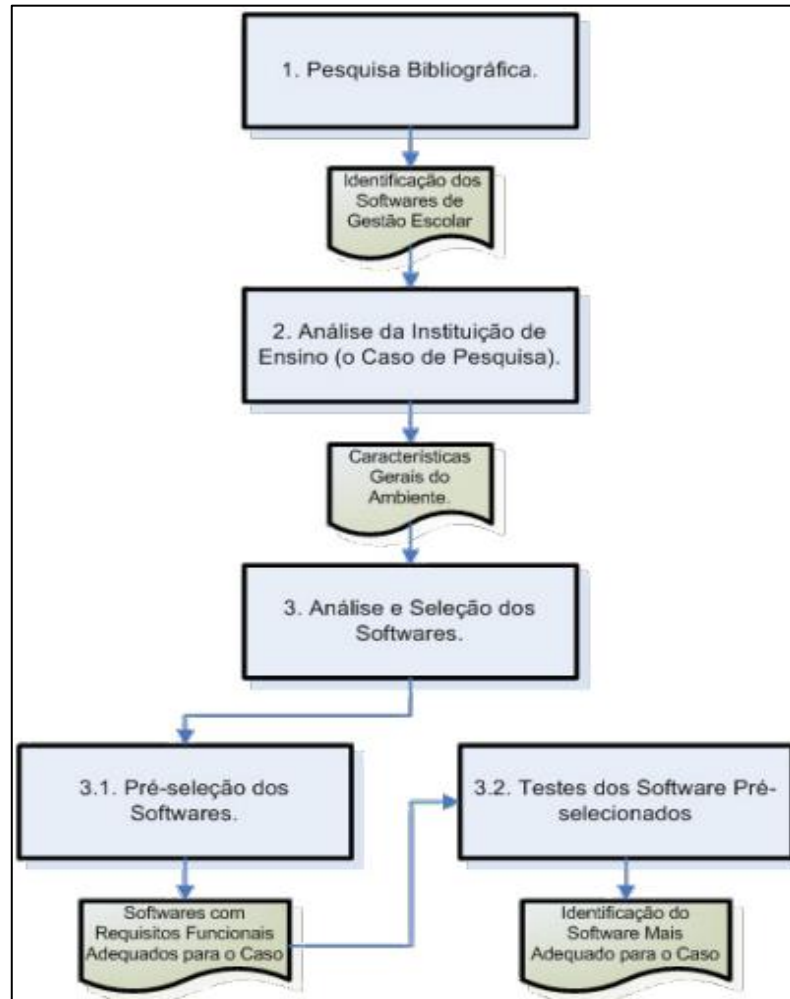 1. Pesquisa Bibliográfica.
Identificação dos
Softwares de
Gestão Escolar
2. Análise da Instituição de
Ensino (o Caso de Pesquisa).
Características
Gerais do
Ambiente.
3. Análise e Seleção dos
Softwares.
3.1. Pré-seleção dos
Softwares.
Softwares com
Requisitos Funcionais
Adequados para o Caso
3.2. Testes dos Software Pré-
selecionados
Identificação do
Software Mais
Adequado para o Caso